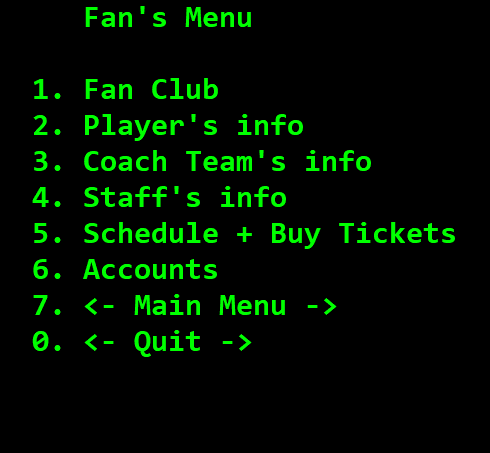 Fan's Menu
1. Fan Club
2. Player's info
3. Coach Team's info
4. Staff's info
5. Schedule + Buy Tickets
6. Accounts
7. <- Main Menu ->
0. <- Quit ->